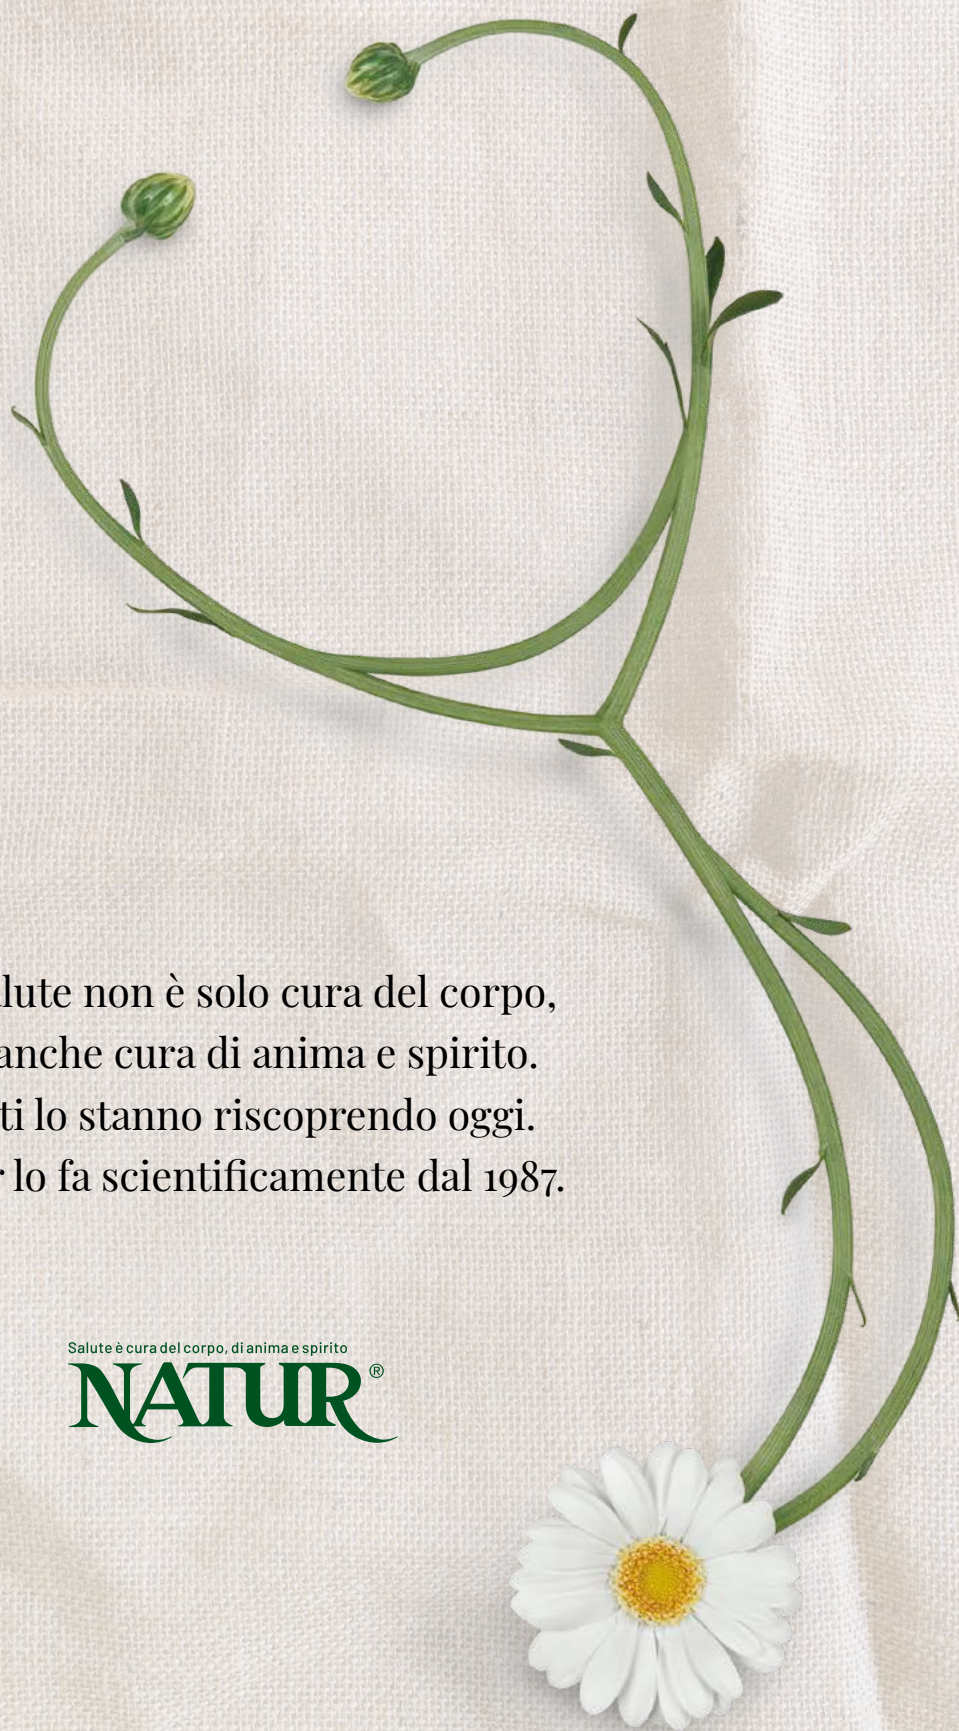 lute non è solo cura del corpo,
anche cura di anima e spirito.
ti lo stanno riscoprendo oggi.
lo fa scientificamente dal 1987.
Salute è cura del corpo, di anima e spirito
NATUR®